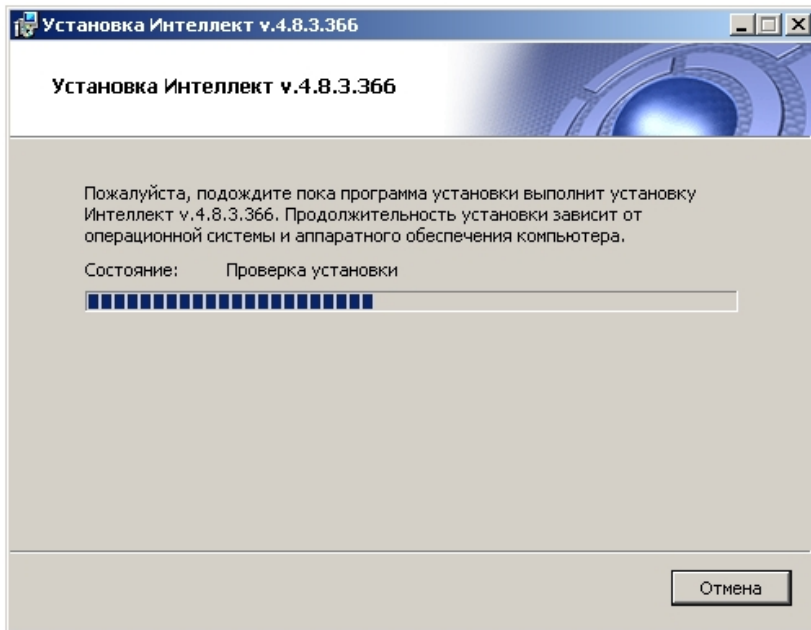 Установка Интеллект v.4.8.3.366
Установка Интеллект v.4.8.3.366
Пожалуйста, подождите пока программа установки выполнит установку
Интеллект v.4.8.3.366. Продолжительность установки зависит от
операционной системы и аппаратного обеспечения компьютера.
Состояние: Проверка установки
Отмена